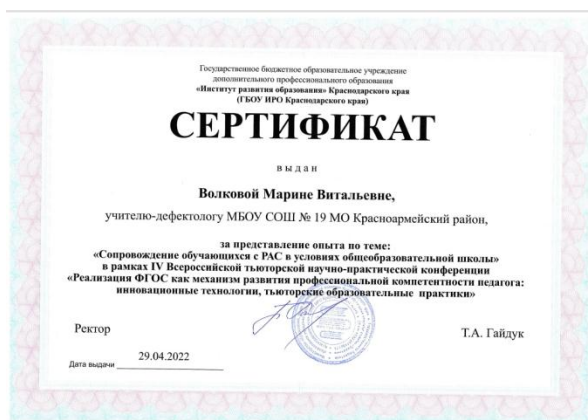 Государственное бюджетное образовательное учреждение
дополнительного профессионального образования
«Институт развития образования» Краснодарского края
(ГБОУ ИРО Краснодарского края)
СЕРТИФИКАТ
выдан
Волковой Марине Витальевне,
учителю-дефектологу МБОУ СОШ № 19 МО Красноармейский район,
за представление опыта по теме:
«Сопровождение обучающихся с РАС в условиях общеобразовательной школы»
в рамках IV Всероссийской тьюторской научно-практической конференции
«Реализация ФГОС как механизм развития профессиональной компетентности педагога:
инновационные технологии, тьюторские образовательные практики»
Ректор
Т.А. Гайдук
Дата выдачи 29.04.2022